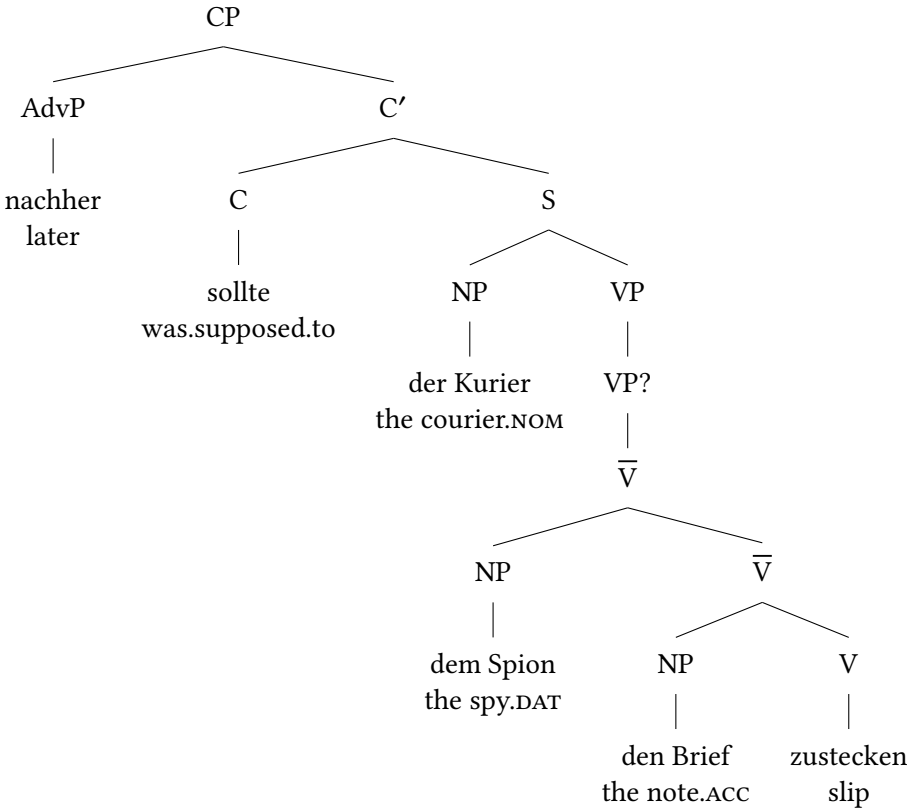 CP
AdvP C′
nachher C S
later
sollte NP VP
was.supposed.to
der Kurier VP?
the courier.NOM
V̅
NP V̅
dem Spion NP V
the spy.DAT
den Brief zustecken
the note.ACC slip